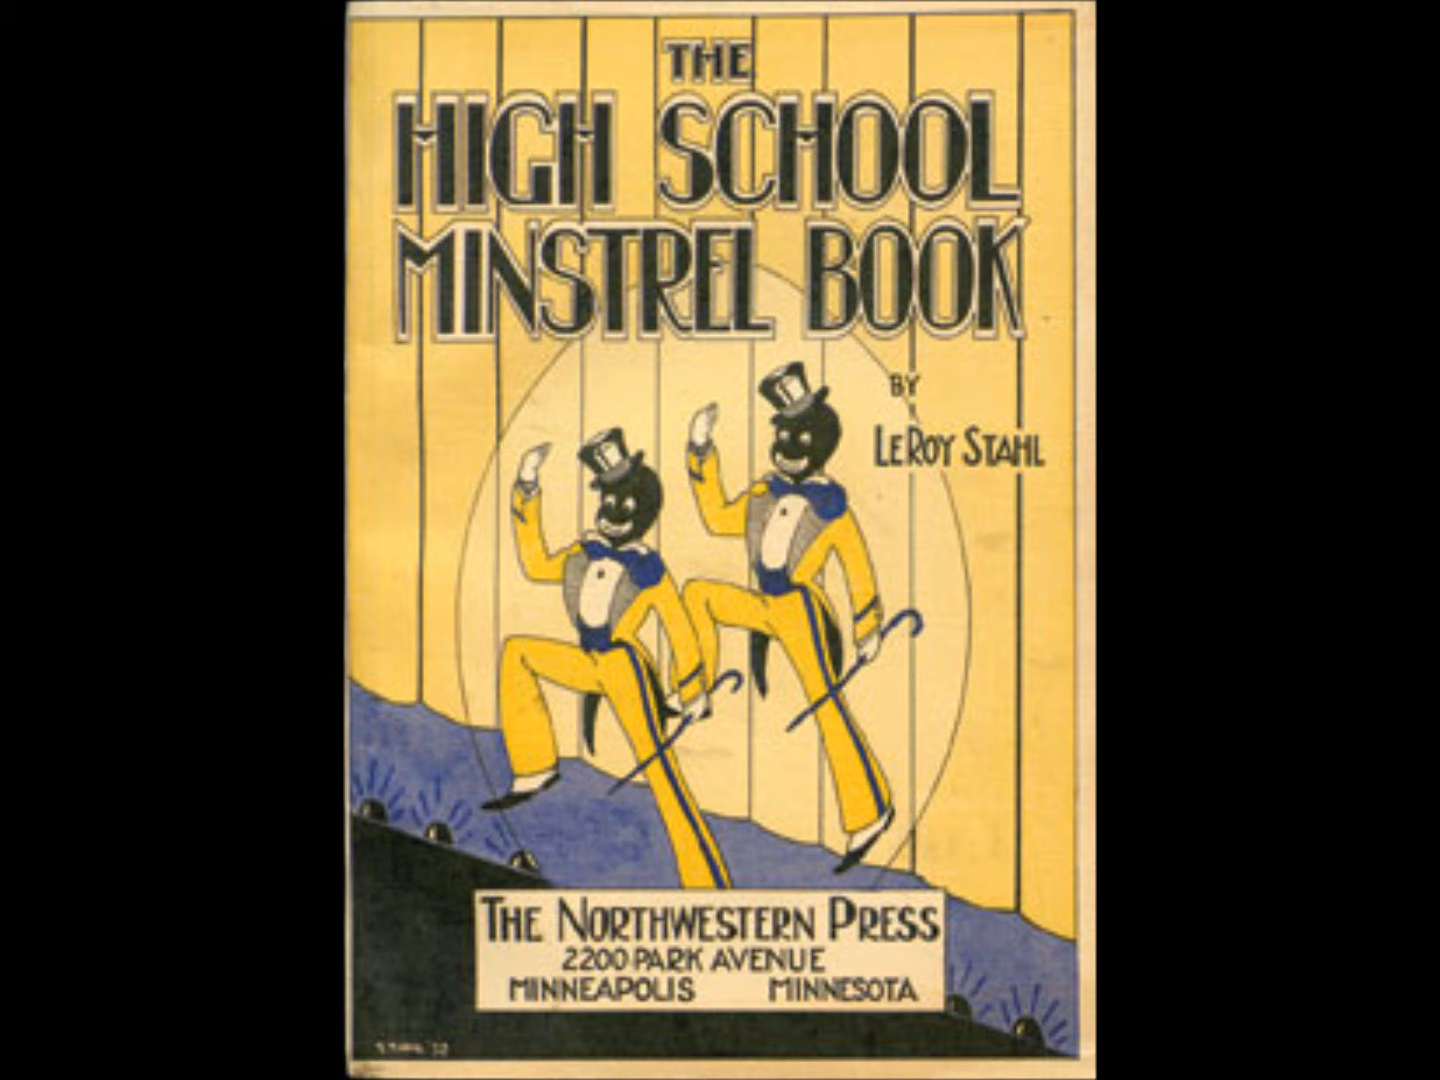 THE
HIGH SCHOOL
MINSTREL BOOK
BY
LEROY STAHL
THE NORTHWESTERN PRESS
2200 PARK AVENUE
MINNEAPOLIS MINNESOTA